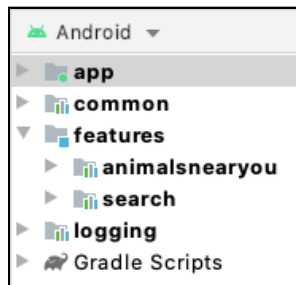 Android
app
common
features
animalsnearyou
search
logging
Gradle Scripts